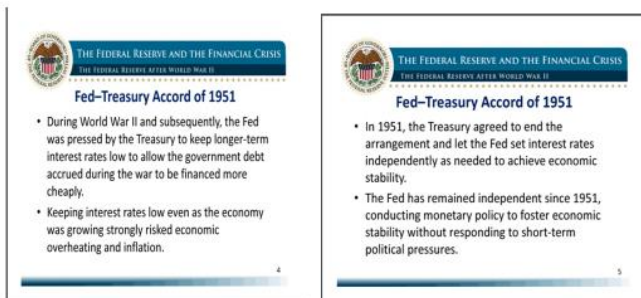 THE FEDERAL RESERVE AND THE FINANCIAL CRISIS
THE FEDERAL RESERVE AFTER WORLD WAR II
Fed–Treasury Accord of 1951
• During World War II and subsequently, the Fed
was pressed by the Treasury to keep longer-term
interest rates low to allow the government debt
accrued during the war to be financed more
cheaply.
• Keeping interest rates low even as the economy
was growing strongly risked economic
overheating and inflation.
4
THE FEDERAL RESERVE AND THE FINANCIAL CRISIS
THE FEDERAL RESERVE AFTER WORLD WAR II
Fed–Treasury Accord of 1951
• In 1951, the Treasury agreed to end the
arrangement and let the Fed set interest rates
independently as needed to achieve economic
stability.
• The Fed has remained independent since 1951,
conducting monetary policy to foster economic
stability without responding to short-term
political pressures.
5